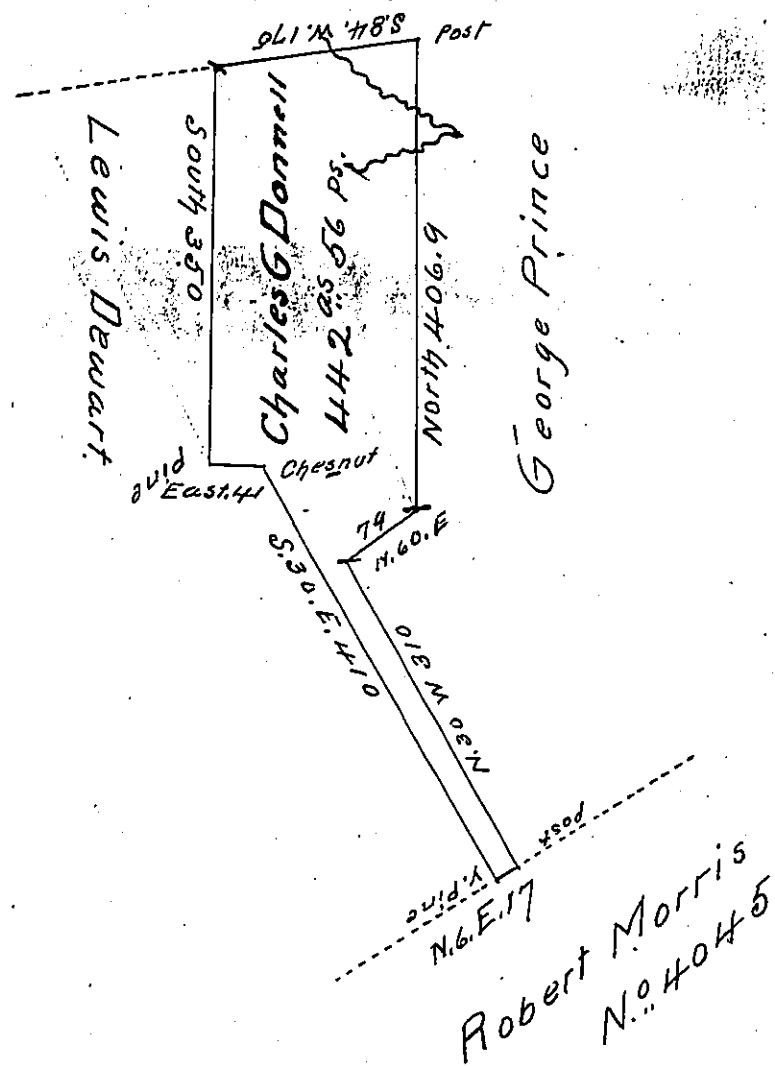 S.84.W.176
Post
Lewis Dewart.
South 350
Charles G Donnell
442 as 56 ps.
North 406.9
George Prince
pine
East.41
Chesnut
74
N.60.E
S.30.E.410
N.30 W 310
post
Y.pine
N.6.E.17
Robert Morris
N.o 4045